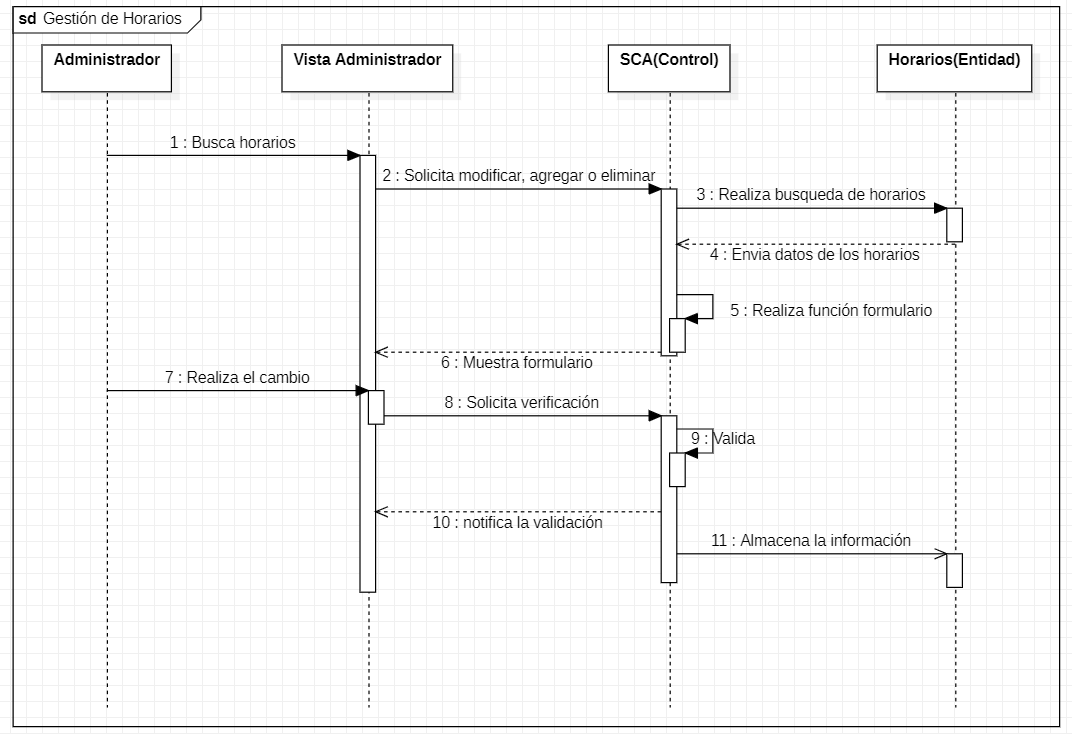 sd Gestión de Horarios
Administrador
Vista Administrador
SCA(Control)
Horarios(Entidad)
1 : Busca horarios
2 : Solicita modificar, agregar o eliminar
3 : Realiza busqueda de horarios
4 : Envia datos de los horarios
5 : Realiza función formulario
6 : Muestra formulario
7 : Realiza el cambio
8 : Solicita verificación
9 : Valida
10 : notifica la validación
11 : Almacena la información